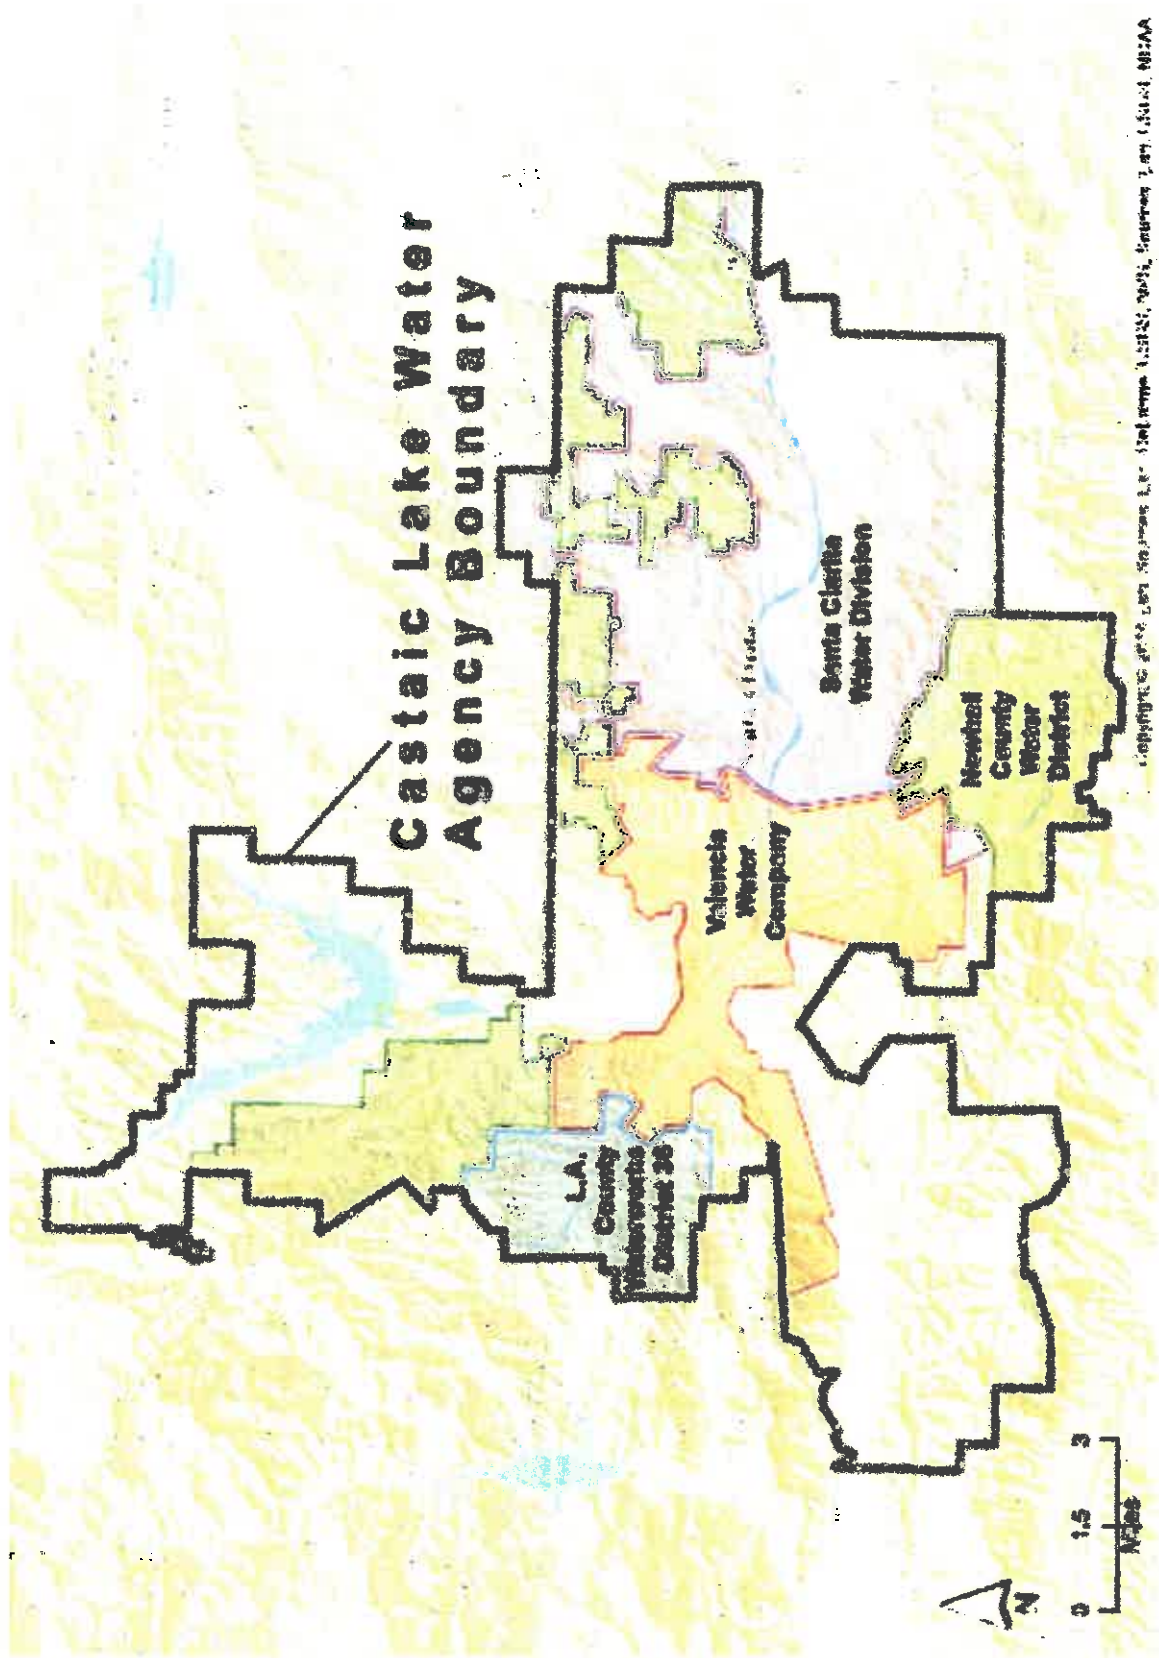 Castaic Lake Water
Agency Boundary
L.A.
County
Waterworks
District 36
Valencia
Water
Company
Santa Clarita
Water Division
Newhall
County
Water
District
N
0 1.5 3
Miles